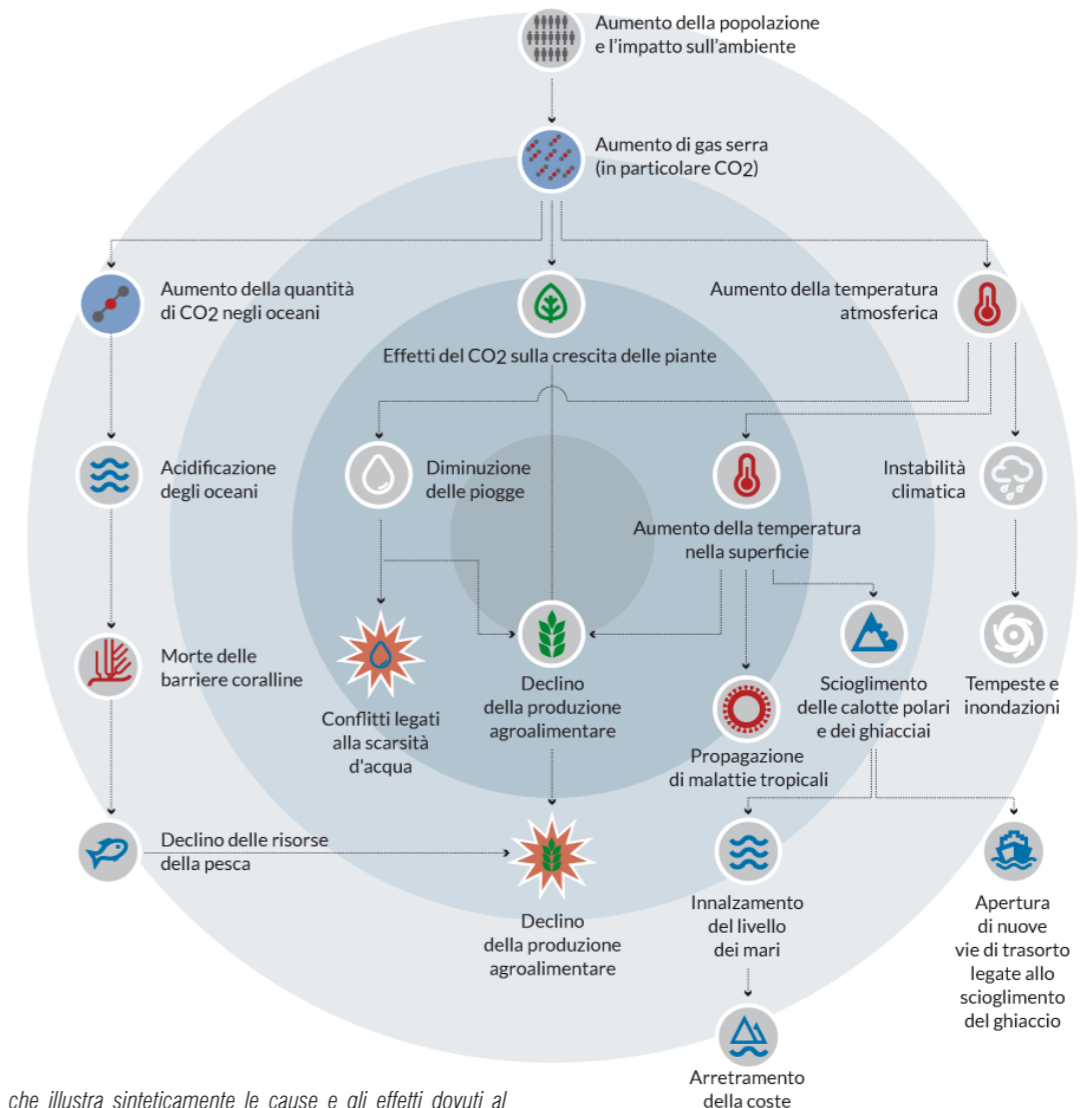 Aumento della popolazione
e l'impatto sull'ambiente
Aumento di gas serra
(in particolare CO2)
Aumento della quantità
di CO2 negli oceani
Effetti del CO2 sulla crescita delle piante
Aumento della temperatura
atmosferica
Acidificazione
degli oceani
Diminuzione
delle piogge
Aumento della temperatura
nella superficie
Instabilità
climatica
Morte delle
barriere coralline
Conflitti legati
alla scarsità
d'acqua
Declino
della produzione
agroalimentare
Propagazione
di malattie tropicali
Scioglimento
delle calotte polari
e dei ghiacciai
Tempeste e
inondazioni
Declino delle risorse
della pesca
Declino
della produzione
agroalimentare
Innalzamento
del livello
dei mari
Apertura
di nuove
vie di trasorto
legate allo
scioglimento
del ghiaccio
Arretramento
della coste
che illustra sinteticamente le cause e gli effetti dovuti al